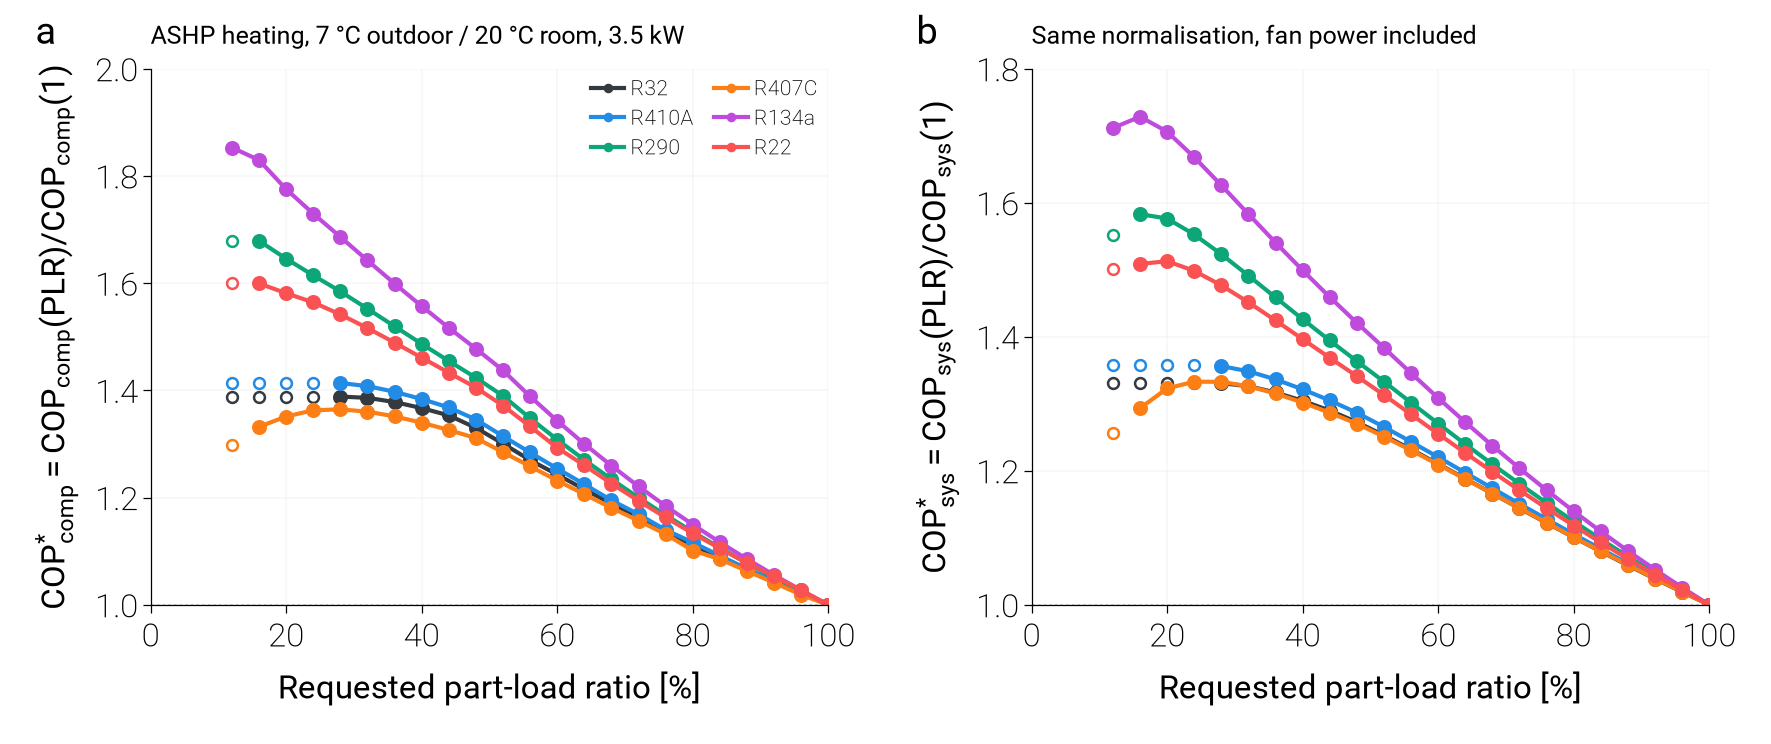 a
ASHP heating, 7 °C outdoor / 20 °C room, 3.5 kW
COP*comp = COPcomp(PLR)/COPcomp(1)
2.0
1.8
1.6
1.4
1.2
1.0
R32
R410A
R290
R407C
R134a
R22
0 20 40 60 80 100
Requested part-load ratio [%]
b
Same normalisation, fan power included
COP*sys = COPsys(PLR)/COPsys(1)
1.8
1.6
1.4
1.2
1.0
0 20 40 60 80 100
Requested part-load ratio [%]